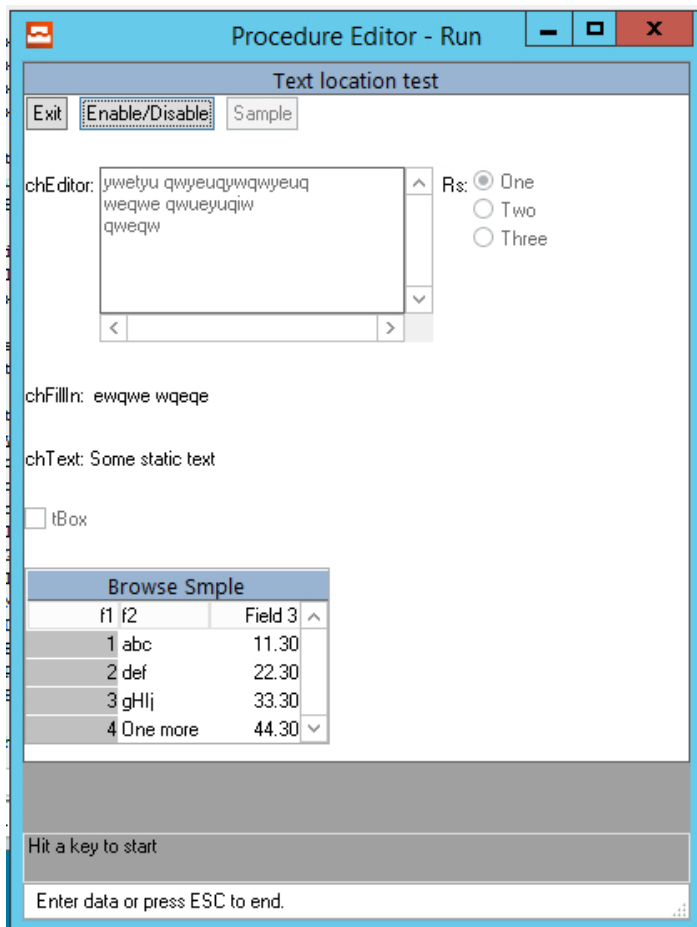 Procedure Editor - Run
Text location test
Exit Enable/Disable Sample
chEditor: ywetyu qwyeuqywqwyeuq
weqwe qwueyuqiw
qweqw
Rs: One
Two
Three
chFillIn: ewqwe wqeqe
chText: Some static text
tBox
Browse Smple
f1 f2 Field 3
1 abc 11.30
2 def 22.30
3 gHIj 33.30
4 One more 44.30
Hit a key to start
Enter data or press ESC to end.